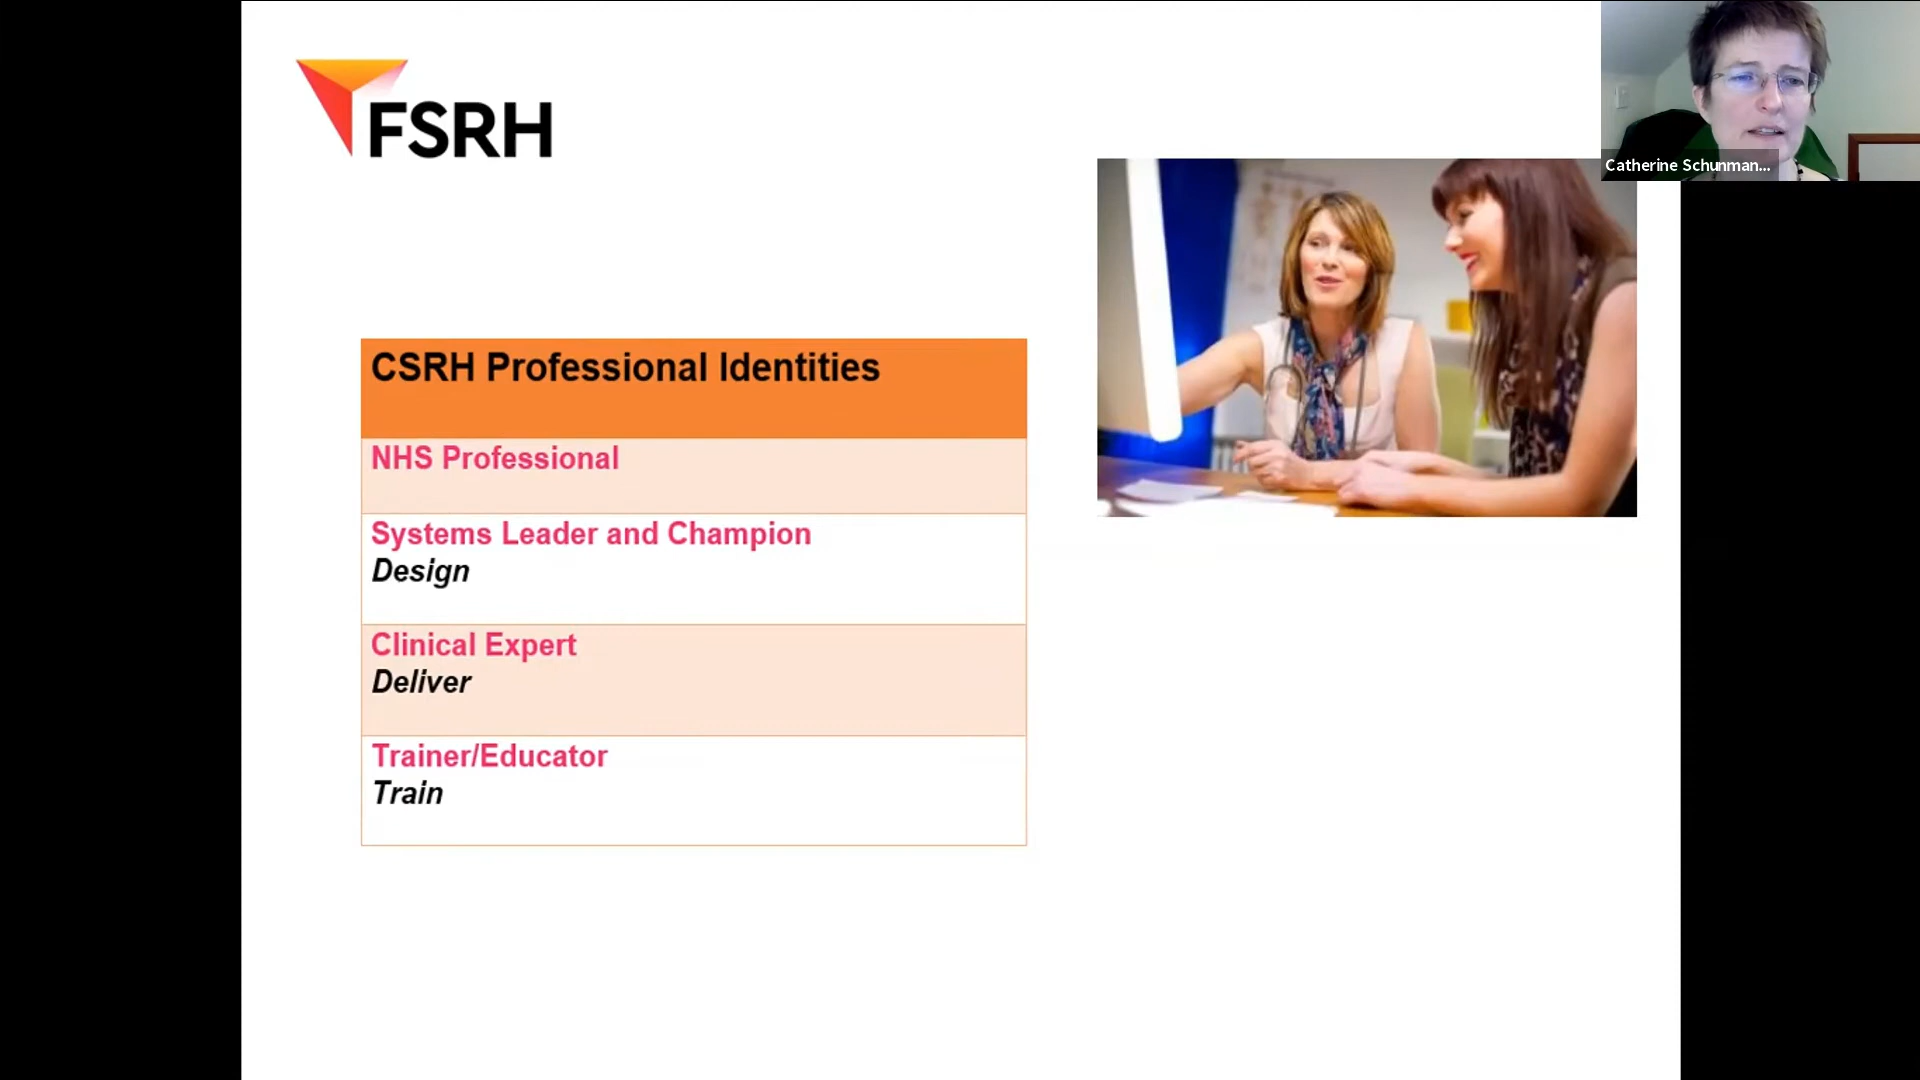 FSRH
Catherine Schunman...
CSRH Professional Identities
NHS Professional
Systems Leader and Champion
Design
Clinical Expert
Deliver
Trainer/Educator
Train